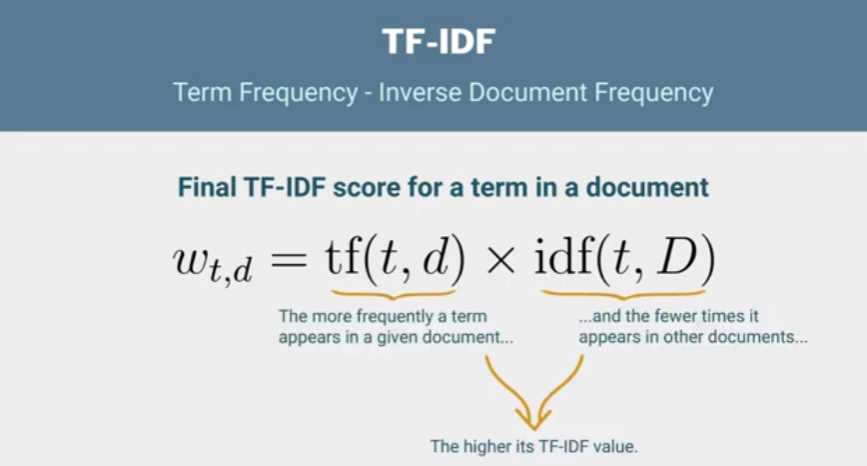 TF-IDF
Term Frequency - Inverse Document Frequency
Final TF-IDF score for a term in a document
w_{t,d} = tf(t, d) × idf(t, D)
The more frequently a term
appears in a given document...
...and the fewer times it
appears in other documents...
The higher its TF-IDF value.